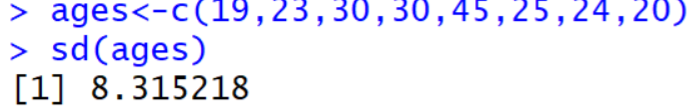 > ages<-c(19,23,30,30,45,25,24,20)
> sd(ages)
[1] 8.315218